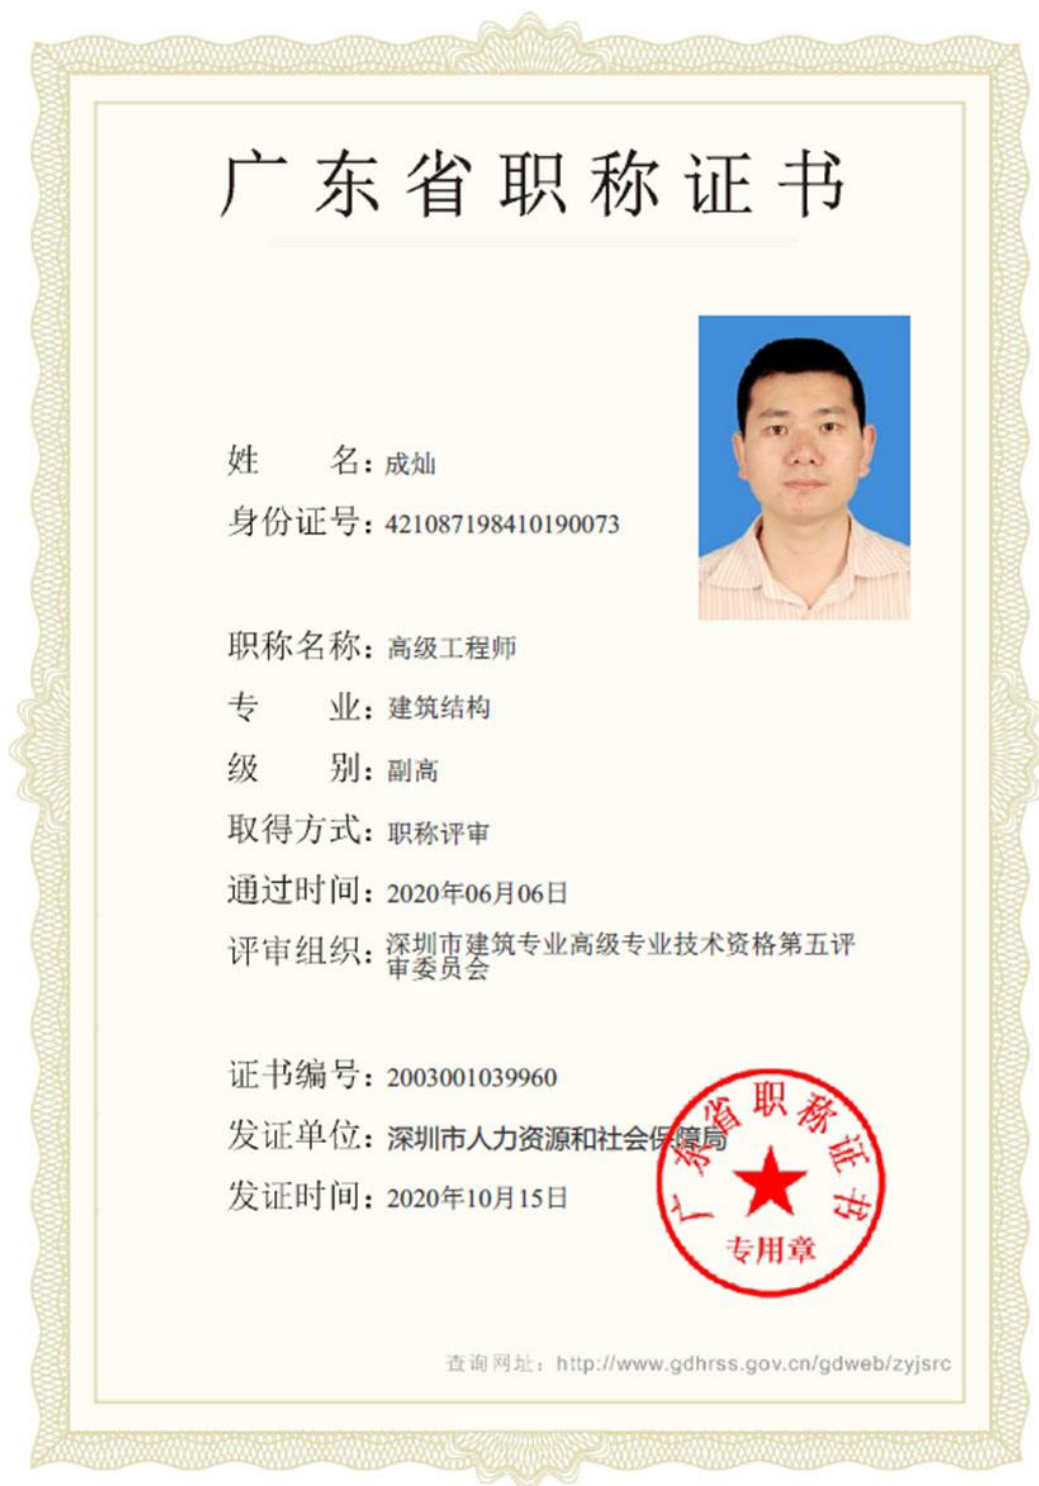 广东省职称证书
姓 名：成灿
身份证号：421087198410190073
职称名称：高级工程师
专 业：建筑结构
级 别：副高
取得方式：职称评审
通过时间：2020年06月06日
评审组织：深圳市建筑专业高级专业技术资格第五评
审委员会
证书编号：2003001039960
发证单位：深圳市人力资源和社会保障局
发证时间：2020年10月15日
广东省职称证书
专用章
查询网址：http://www.gdhrss.gov.cn/gdweb/zyjsrc